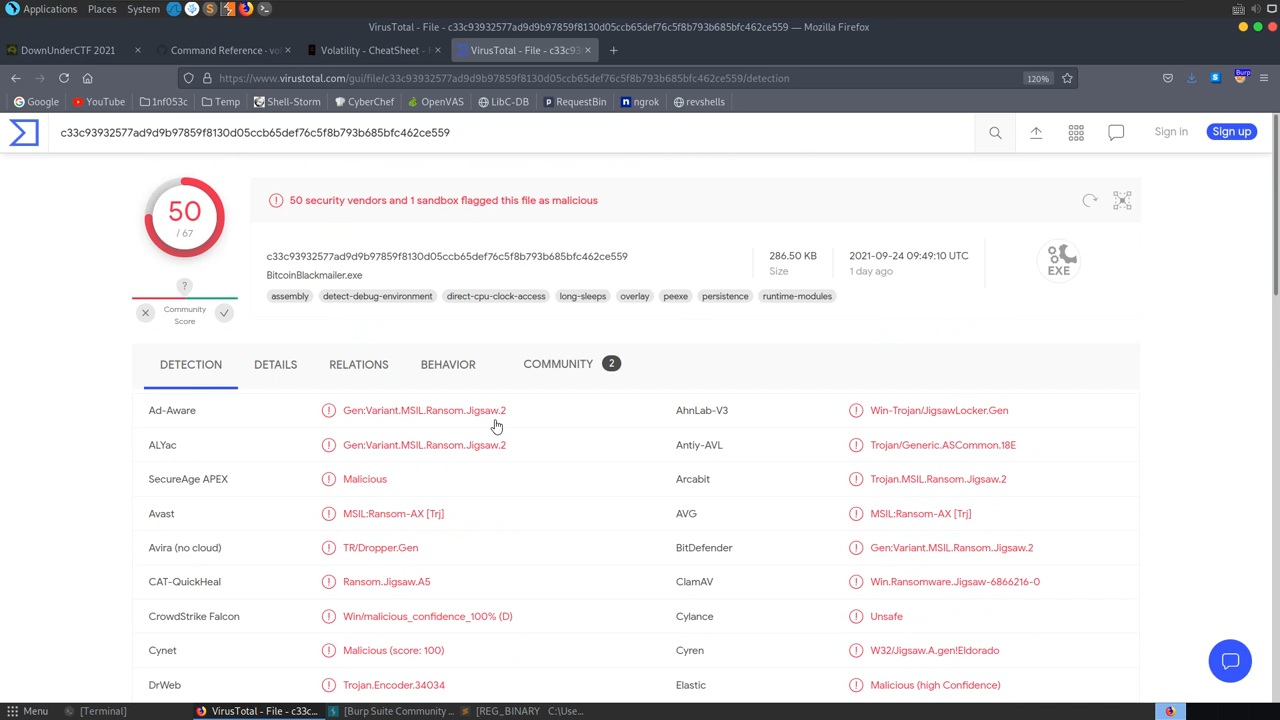 Applications Places System
VirusTotal - File - c33c93932577ad9d9b97859f8130d05ccb65def76c5f8b793b685bfc462ce559 — Mozilla Firefox
DownUnderCTF 2021 × Command Reference · vol × Volatility - CheatSheet - H × VirusTotal - File - c33c93 × +
https://www.virustotal.com/gui/file/c33c93932577ad9d9b97859f8130d05ccb65def76c5f8b793b685bfc462ce559/detection 120% Burp
Google YouTube 1nf053c Temp Shell-Storm CyberChef OpenVAS LibC-DB RequestBin ngrok revshells
c33c93932577ad9d9b97859f8130d05ccb65def76c5f8b793b685bfc462ce559 Sign in Sign up
50
/ 67
50 security vendors and 1 sandbox flagged this file as malicious
c33c93932577ad9d9b97859f8130d05ccb65def76c5f8b793b685bfc462ce559 286.50 KB 2021-09-24 09:49:10 UTC
BitcoinBlackmailer.exe Size 1 day ago
EXE
assembly detect-debug-environment direct-cpu-clock-access long-sleeps overlay peexe persistence runtime-modules
?
Community
Score
DETECTION DETAILS RELATIONS BEHAVIOR COMMUNITY 2
Ad-Aware Gen:Variant.MSIL.Ransom.Jigsaw.2 AhnLab-V3 Win-Trojan/JigsawLocker.Gen
ALYac Gen:Variant.MSIL.Ransom.Jigsaw.2 Antiy-AVL Trojan/Generic.ASCommon.18E
SecureAge APEX Malicious Arcabit Trojan.MSIL.Ransom.Jigsaw.2
Avast MSIL:Ransom-AX [Trj] AVG MSIL:Ransom-AX [Trj]
Avira (no cloud) TR/Dropper.Gen BitDefender Gen:Variant.MSIL.Ransom.Jigsaw.2
CAT-QuickHeal Ransom.Jigsaw.A5 ClamAV Win.Ransomware.Jigsaw-6866216-0
CrowdStrike Falcon Win/malicious_confidence_100% (D) Cylance Unsafe
Cynet Malicious (score: 100) Cyren W32/Jigsaw.A.gen!Eldorado
DrWeb Trojan.Encoder.34034 Elastic Malicious (high Confidence)
Menu [Terminal] VirusTotal - File - c33c... [Burp Suite Community ... [REG_BINARY C:\Use...